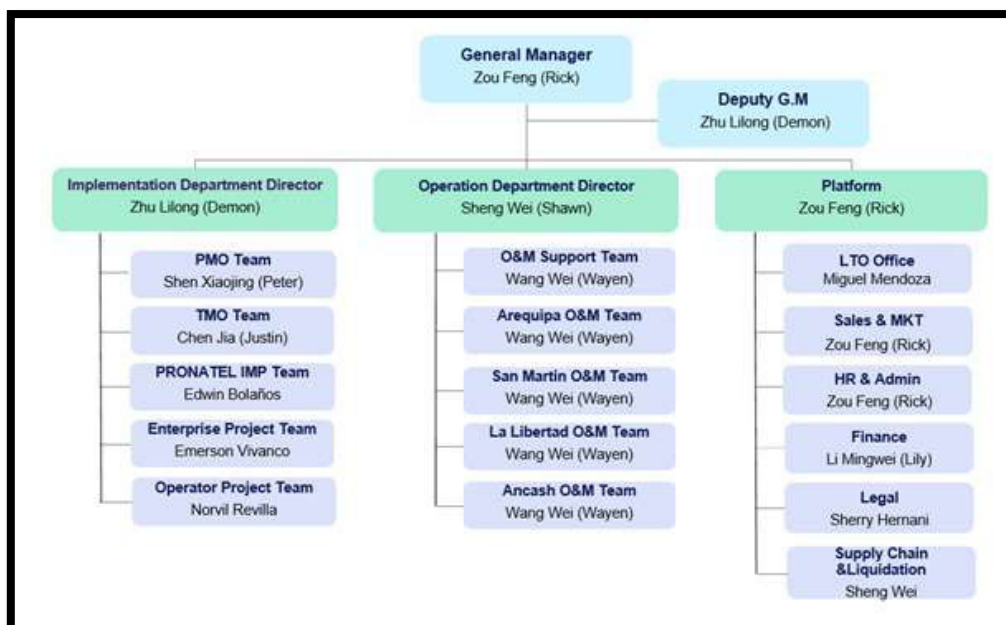 General Manager
Zou Feng (Rick)
Deputy G.M
Zhu Lilong (Demon)
Implementation Department Director
Zhu Lilong (Demon)
PMO Team
Shen Xiaojing (Peter)
TMO Team
Chen Jia (Justin)
PRONATEL IMP Team
Edwin Bolaños
Enterprise Project Team
Emerson Vivanco
Operator Project Team
Norvil Revilla
Operation Department Director
Sheng Wei (Shawn)
O&M Support Team
Wang Wei (Wayen)
Arequipa O&M Team
Wang Wei (Wayen)
San Martin O&M Team
Wang Wei (Wayen)
La Libertad O&M Team
Wang Wei (Wayen)
Ancash O&M Team
Wang Wei (Wayen)
Platform
Zou Feng (Rick)
LTO Office
Miguel Mendoza
Sales & MKT
Zou Feng (Rick)
HR & Admin
Zou Feng (Rick)
Finance
Li Mingwei (Lily)
Legal
Sherry Hernani
Supply Chain
&Liquidation
Sheng Wei